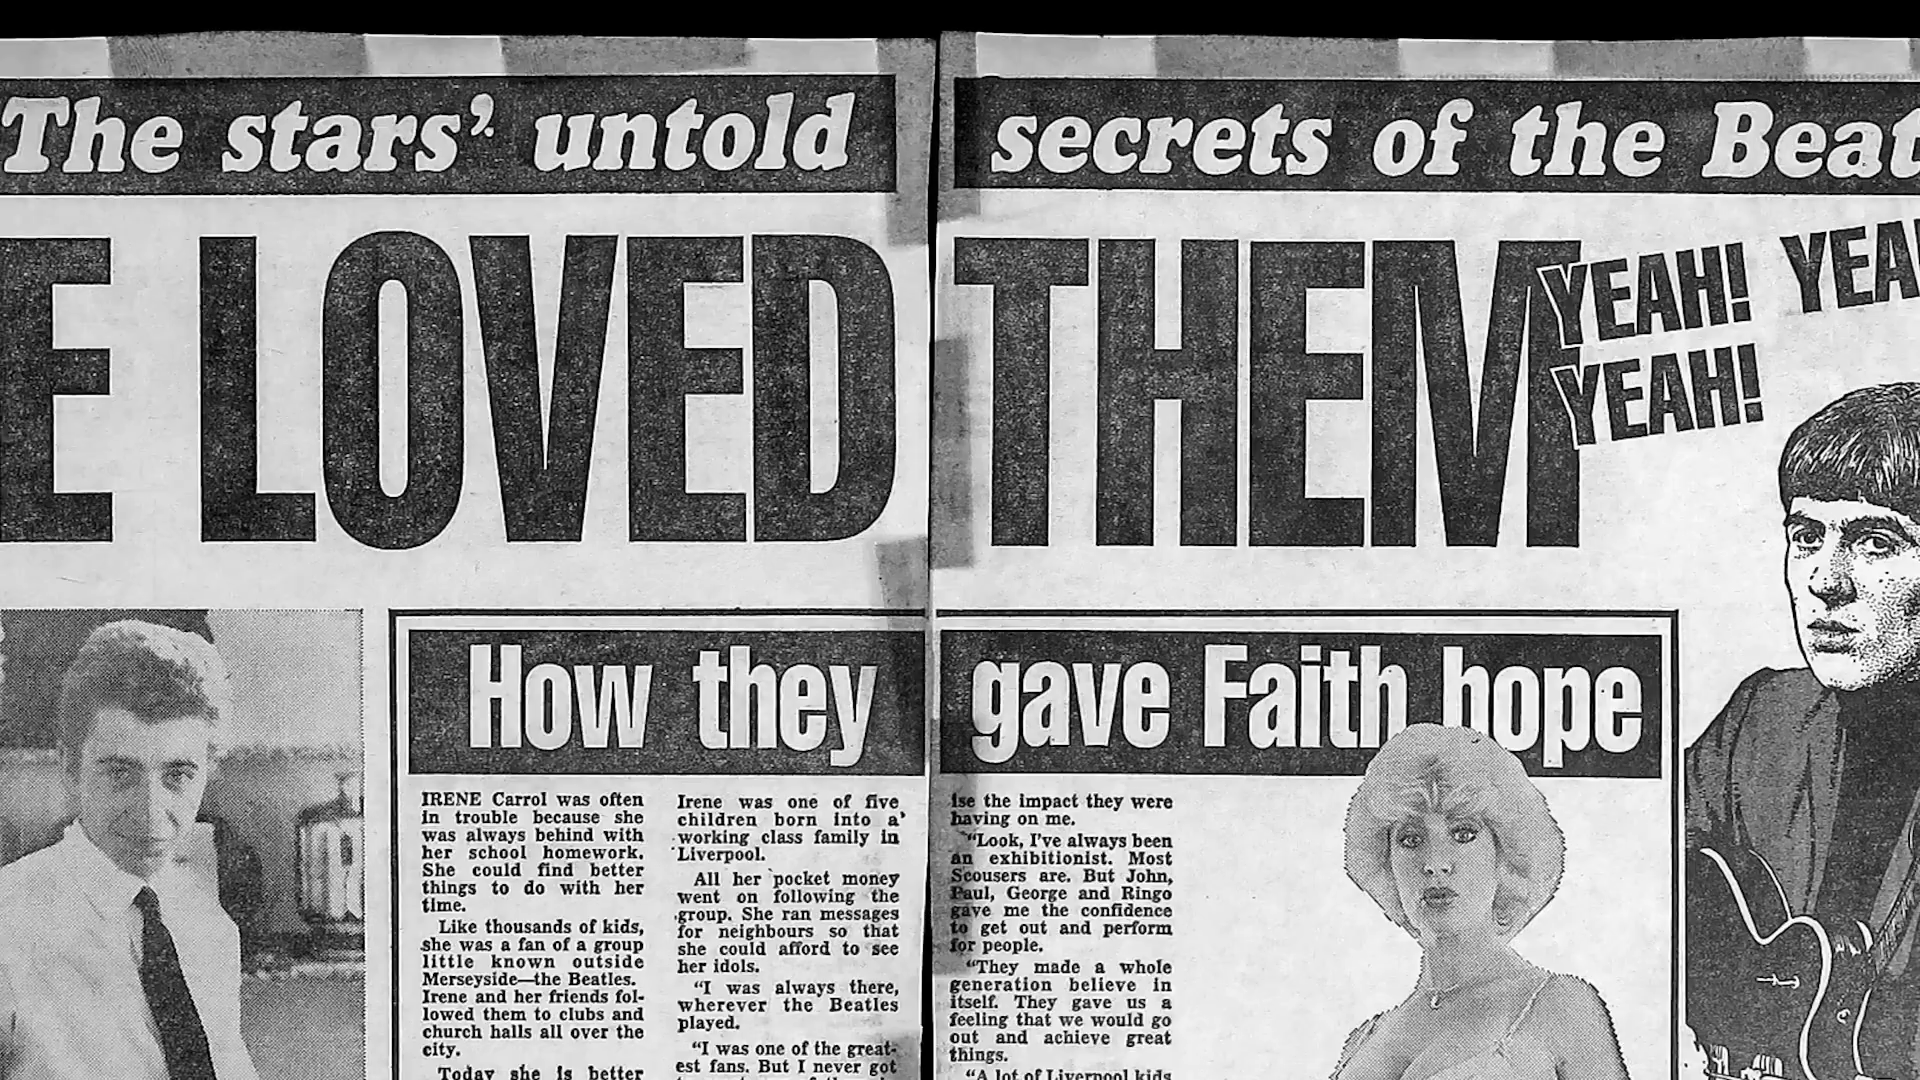 The stars' untold secrets of the Beat
E LOVED THEM
YEAH! YEA
YEAH!
How they gave Faith hope
IRENE Carrol was often
in trouble because she
was always behind with
her school homework.
She could find better
things to do with her
time.
Like thousands of kids,
she was a fan of a group
little known outside
Merseyside—the Beatles.
Irene and her friends fol-
lowed them to clubs and
church halls all over the
city.
Today she is better
Irene was one of five
children born into a
working class family in
Liverpool.
All her pocket money
went on following the
group. She ran messages
for neighbours so that
she could afford to see
her idols.
"I was always there,
wherever the Beatles
played.
"I was one of the great-
est fans. But I never got
ise the impact they were
having on me.
"Look, I've always been
an exhibitionist. Most
Scousers are. But John,
Paul, George and Ringo
gave me the confidence
to get out and perform
for people.
"They made a whole
generation believe in
itself. They gave us a
feeling that we would go
out and achieve great
things.
"A lot of Liverpool kids